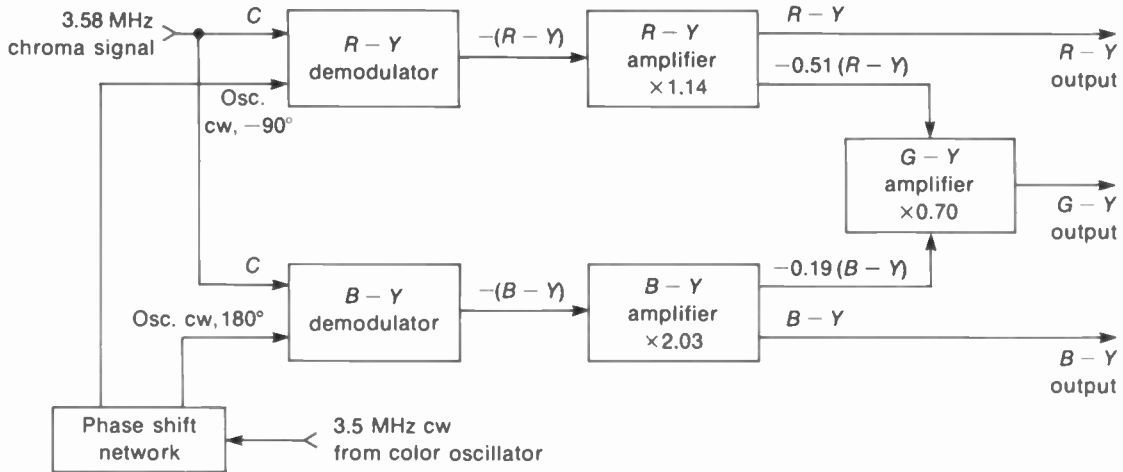 3.58 MHz
chroma signal
C
R – Y
demodulator
–(R – Y)
R – Y
amplifier
×1.14
R – Y
R – Y
output
–0.51 (R – Y)
Osc.
cw, –90°
G – Y
amplifier
×0.70
G – Y
output
C
B – Y
demodulator
–(B – Y)
B – Y
amplifier
×2.03
–0.19 (B – Y)
B – Y
B – Y
output
Osc. cw, 180°
Phase shift
network
3.5 MHz cw
from color oscillator